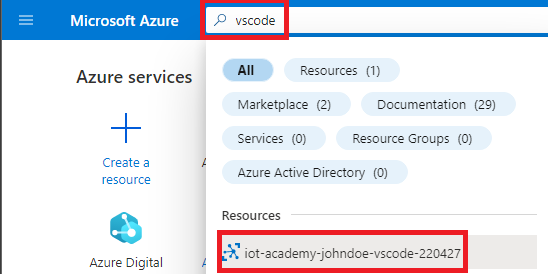 Microsoft Azure
vscode
Azure services
Create a
resource
Azure Digital
All
Resources (1)
Marketplace (2)
Documentation (29)
Services (0)
Resource Groups (0)
Azure Active Directory (0)
Resources
iot-academy-johndoe-vscode-220427